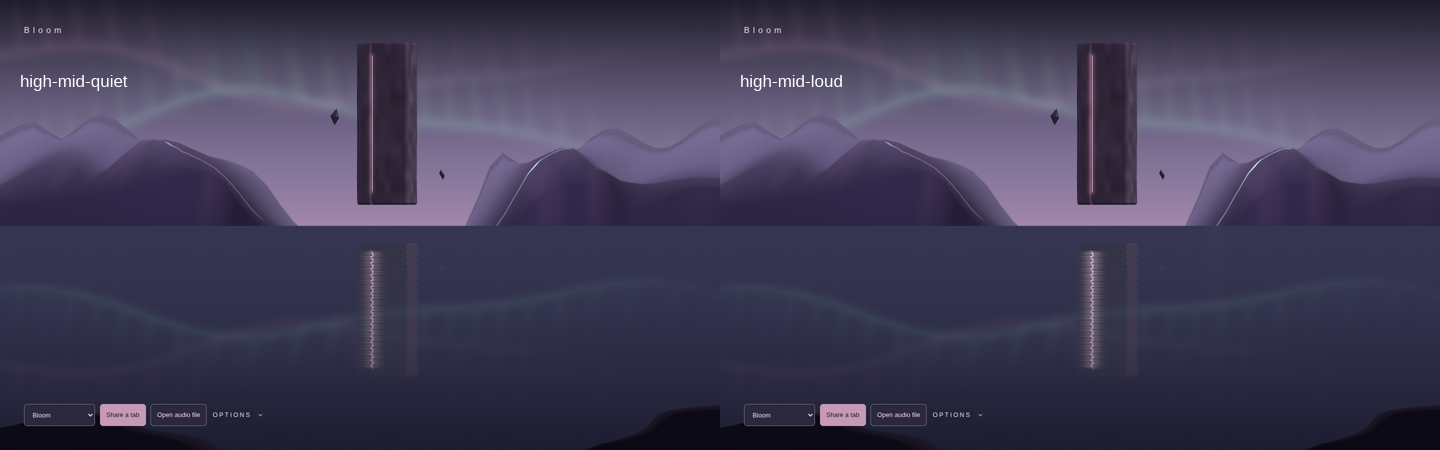 Bloom
high-mid-quiet
Bloom
Share a tab
Open audio file
OPTIONS
Bloom
high-mid-loud
Bloom
Share a tab
Open audio file
OPTIONS